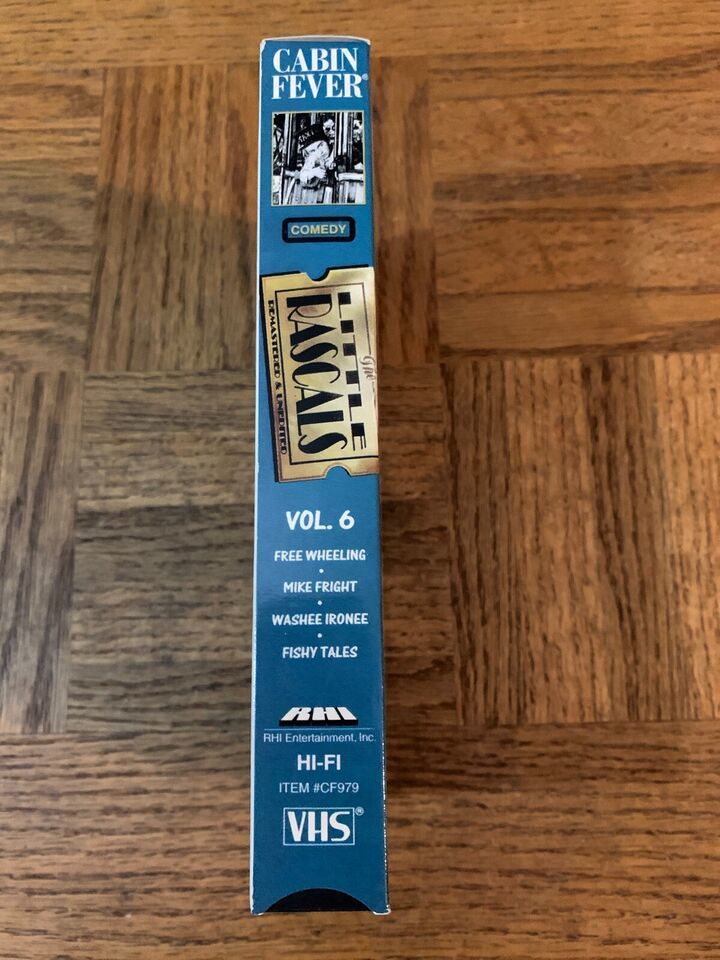 CABIN
FEVER®
COMEDY
The
LITTLE
RASCALS
REMASTERED & UNEDITED
VOL. 6
FREE WHEELING
•
MIKE FRIGHT
•
WASHEE IRONEE
•
FISHY TALES
RHI
RHI Entertainment, Inc.
HI-FI
ITEM #CF979
VHS®